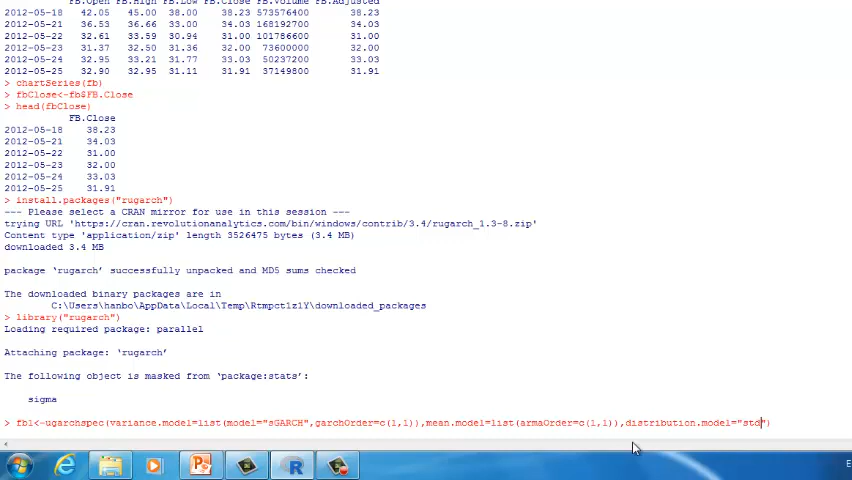 FB.Open FB.High FB.Low FB.Close FB.Volume FB.Adjusted
2012-05-18 42.05 45.00 38.00 38.23 573576400 38.23
2012-05-21 36.53 36.66 33.00 34.03 168192700 34.03
2012-05-22 32.61 33.59 30.94 31.00 101786600 31.00
2012-05-23 31.37 32.50 31.36 32.00 73600000 32.00
2012-05-24 32.95 33.21 31.77 33.03 50237200 33.03
2012-05-25 32.90 32.95 31.11 31.91 37149800 31.91
> chartSeries(fb)
> fbClose<-fb$FB.Close
> head(fbClose)
FB.Close
2012-05-18 38.23
2012-05-21 34.03
2012-05-22 31.00
2012-05-23 32.00
2012-05-24 33.03
2012-05-25 31.91
> install.packages("rugarch")
--- Please select a CRAN mirror for use in this session ---
trying URL 'https://cran.revolutionanalytics.com/bin/windows/contrib/3.4/rugarch_1.3-8.zip'
Content type 'application/zip' length 3526475 bytes (3.4 MB)
downloaded 3.4 MB
package ‘rugarch’ successfully unpacked and MD5 sums checked
The downloaded binary packages are in
C:\Users\hanbo\AppData\Local\Temp\Rtmpct1z1Y\downloaded_packages
> library("rugarch")
Loading required package: parallel
Attaching package: ‘rugarch’
The following object is masked from ‘package:stats’:
sigma
> fb1<-ugarchspec(variance.model=list(model="sGARCH",garchOrder=c(1,1)),mean.model=list(armaOrder=c(1,1)),distribution.model="std")